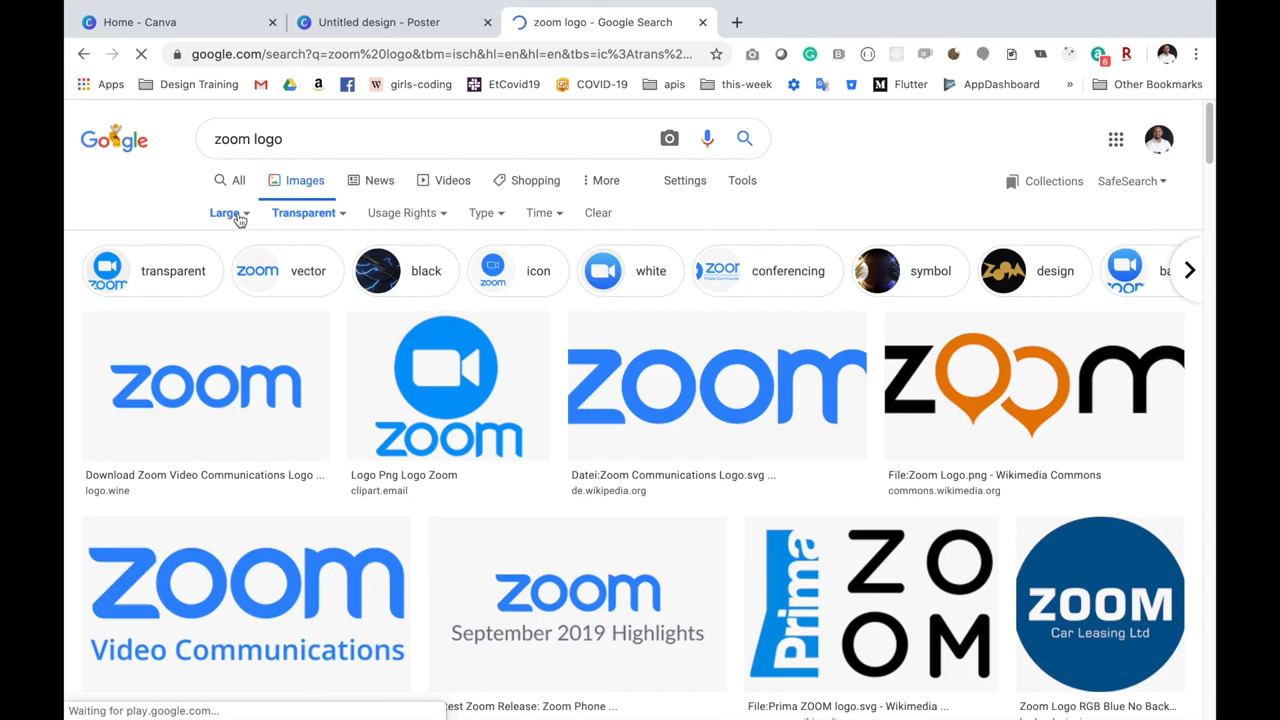 Home - Canva
Untitled design - Poster
zoom logo - Google Search
google.com/search?q=zoom%20logo&tbm=isch&hl=en&hl=en&tbs=ic%3Atrans%2...
6
Apps
Design Training
girls-coding
EtCovid19
COVID-19
apis
this-week
Flutter
AppDashboard
»
Other Bookmarks
Google
zoom logo
All
Images
News
Videos
Shopping
More
Settings
Tools
Collections
SafeSearch
Large
Transparent
Usage Rights
Type
Time
Clear
zoom
transparent
zoom
vector
black
zoom
icon
white
conferencing
symbol
ZOOM
design
zoom
zoom
zoom
zoom
Download Zoom Video Communications Logo ...
logo.wine
Logo Png Logo Zoom
clipart.email
Datei:Zoom Communications Logo.svg ...
de.wikipedia.org
File:Zoom Logo.png - Wikimedia Commons
commons.wikimedia.org
zoom
Video Communications
zoom
September 2019 Highlights
Prima
ZO
OM
ZOOM
Car Leasing Ltd
Zoom Release: Zoom Phone ...
File:Prima ZOOM logo.svg - Wikimedia ...
Zoom Logo RGB Blue No Back...
Waiting for play.google.com...